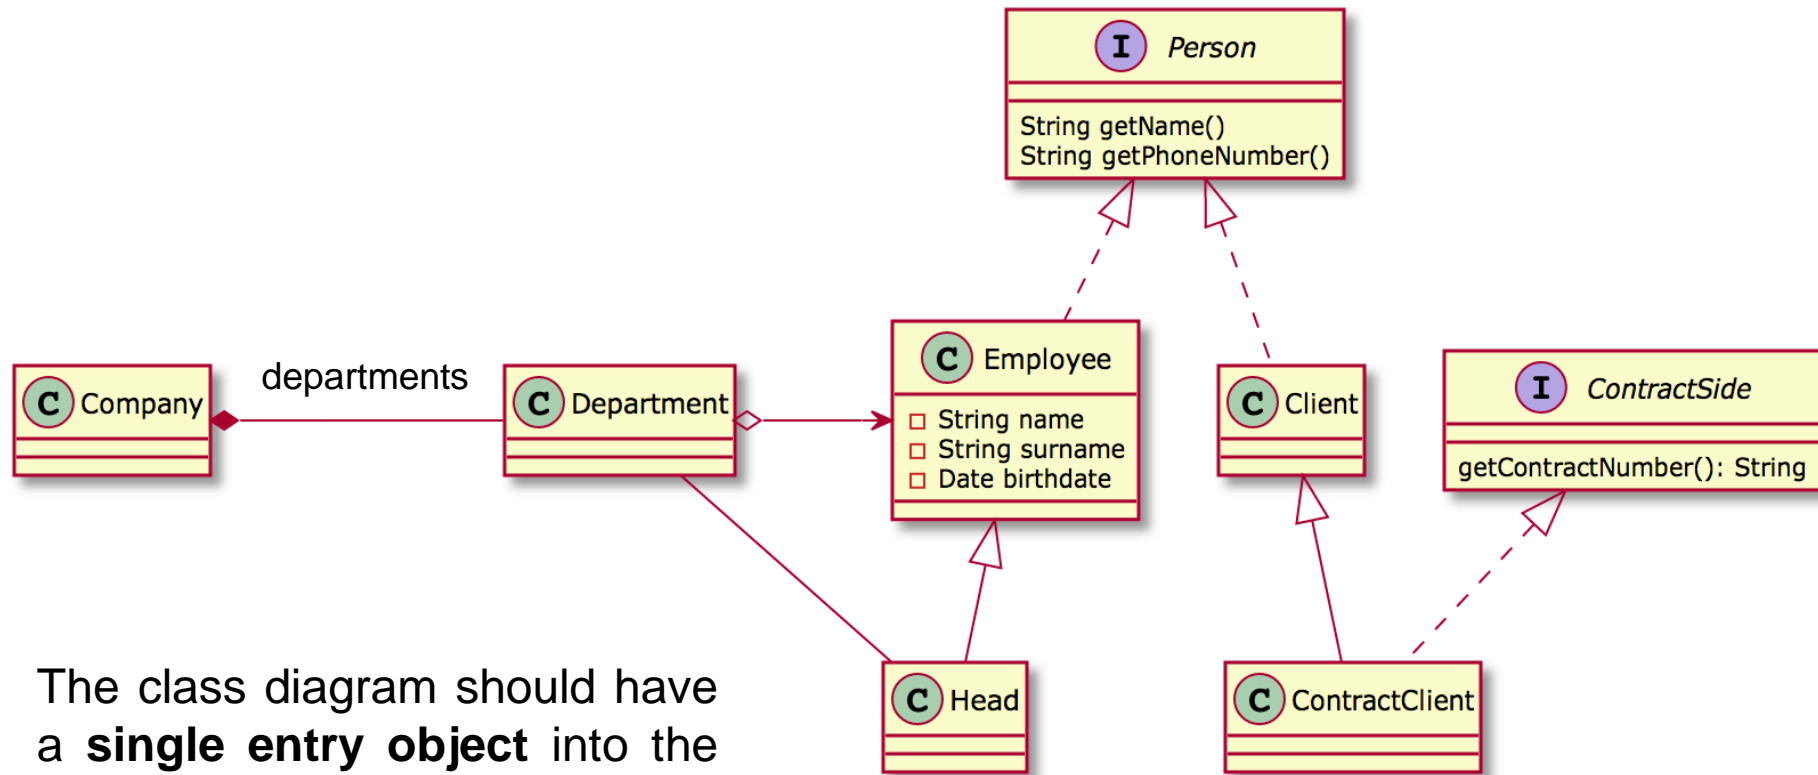 I Person
String getName()
String getPhoneNumber()
C Company
departments
C Department
C Employee
String name
String surname
Date birthdate
C Client
I ContractSide
getContractNumber(): String
C Head
C ContractClient
The class diagram should have
a single entry object into the